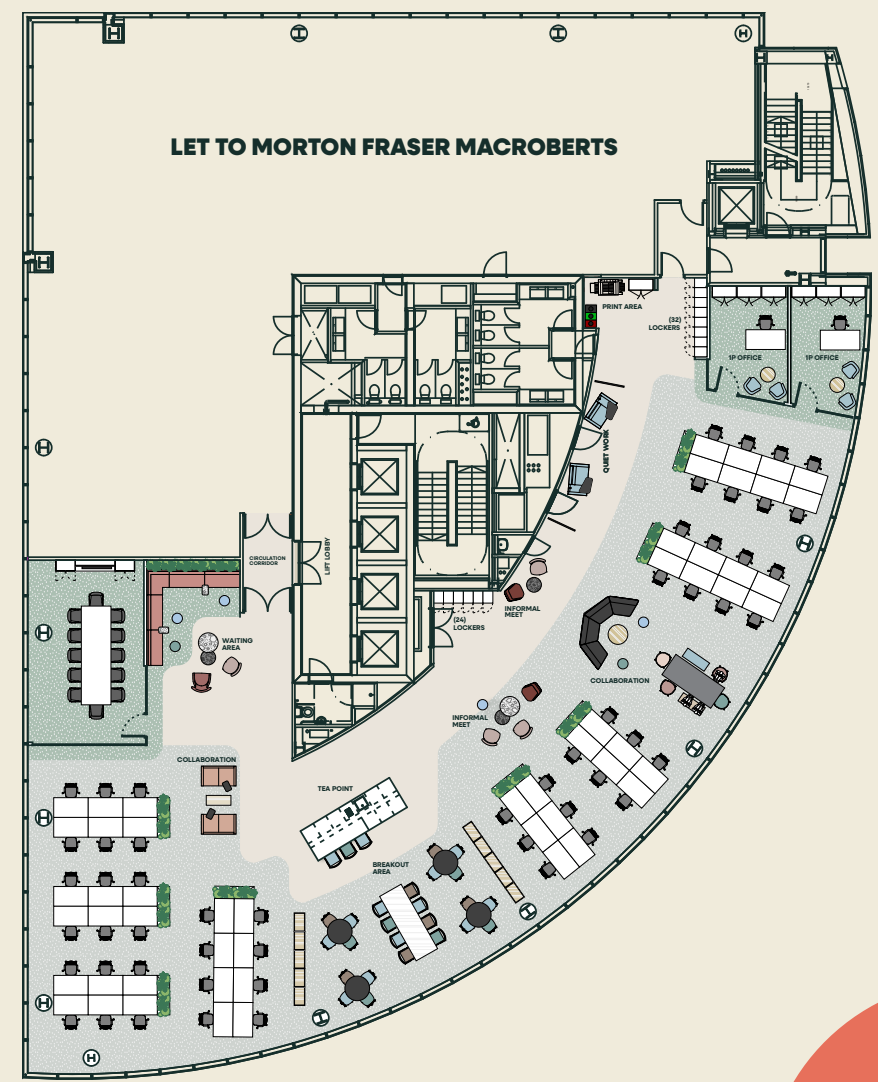 LET TO MORTON FRASER MACROBERTS
PRINT AREA
(32)
LOCKERS
1P OFFICE
1P OFFICE
QUIET WORK
LIFT LOBBY
CIRCULATION
CORRIDOR
INFORMAL
MEET
(24)
LOCKERS
WAITING
AREA
COLLABORATION
INFORMAL
MEET
COLLABORATION
TEA POINT
BREAKOUT
AREA